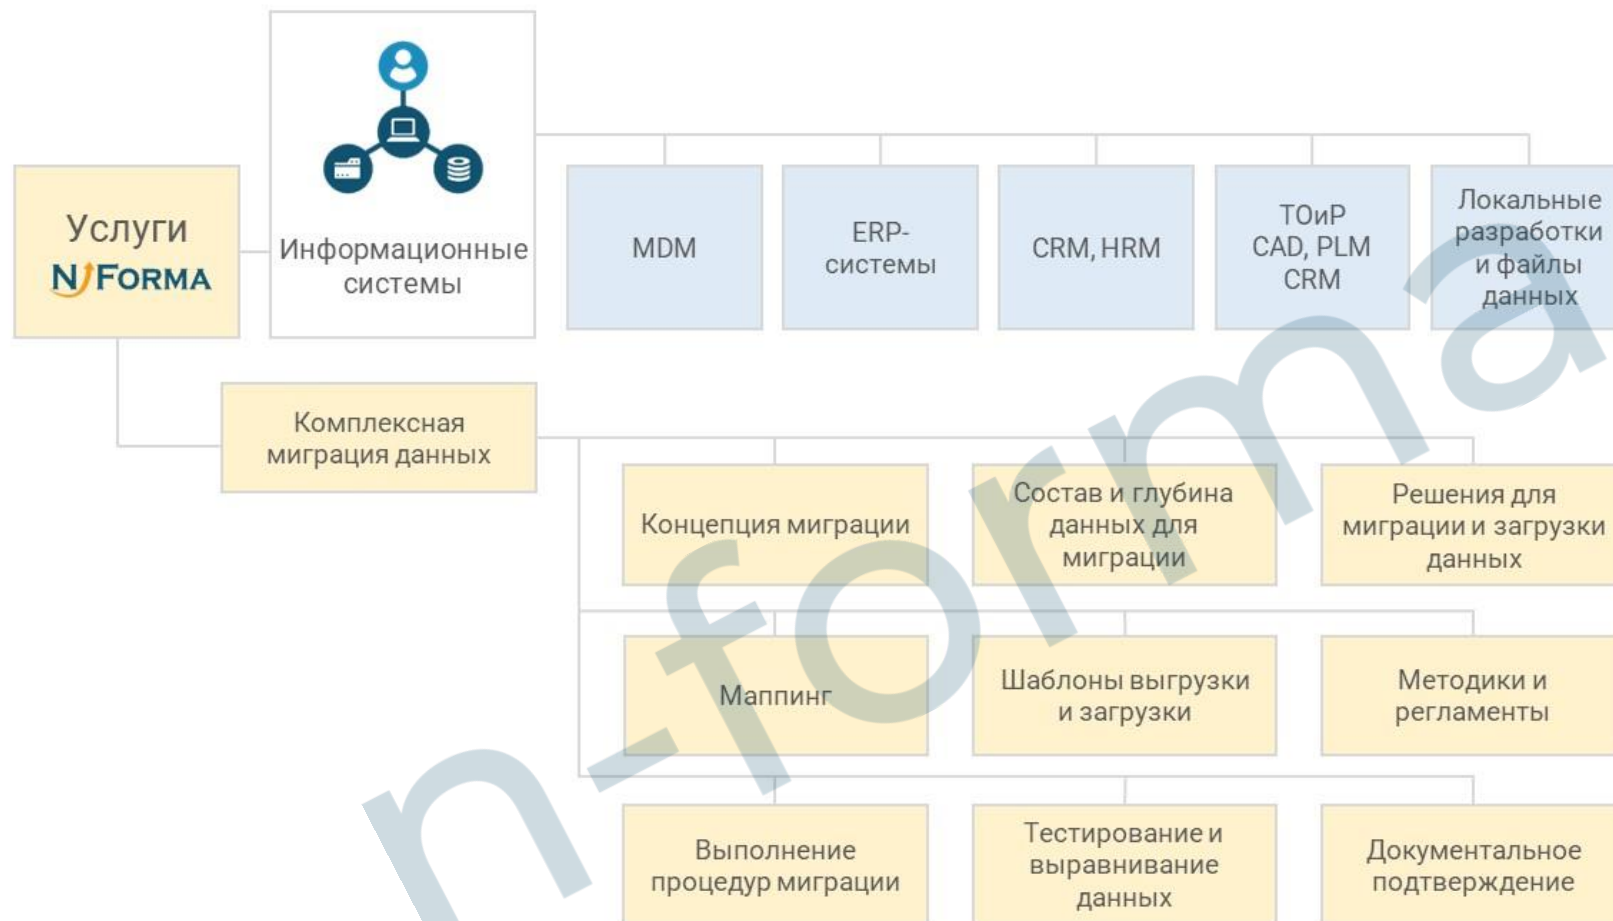 Услуги
N/FORMA
Информационные
системы
MDM
ERP-
системы
CRM, HRM
ТОиР
CAD, PLM
CRM
Локальные
разработки
и файлы
данных
Комплексная
миграция данных
Концепция миграции
Состав и глубина
данных для
миграции
Решения для
миграции и загрузки
данных
Маппинг
Шаблоны выгрузки
и загрузки
Методики и
регламенты
Выполнение
процедур миграции
Тестирование и
выравнивание
данных
Документальное
подтверждение
n-forma